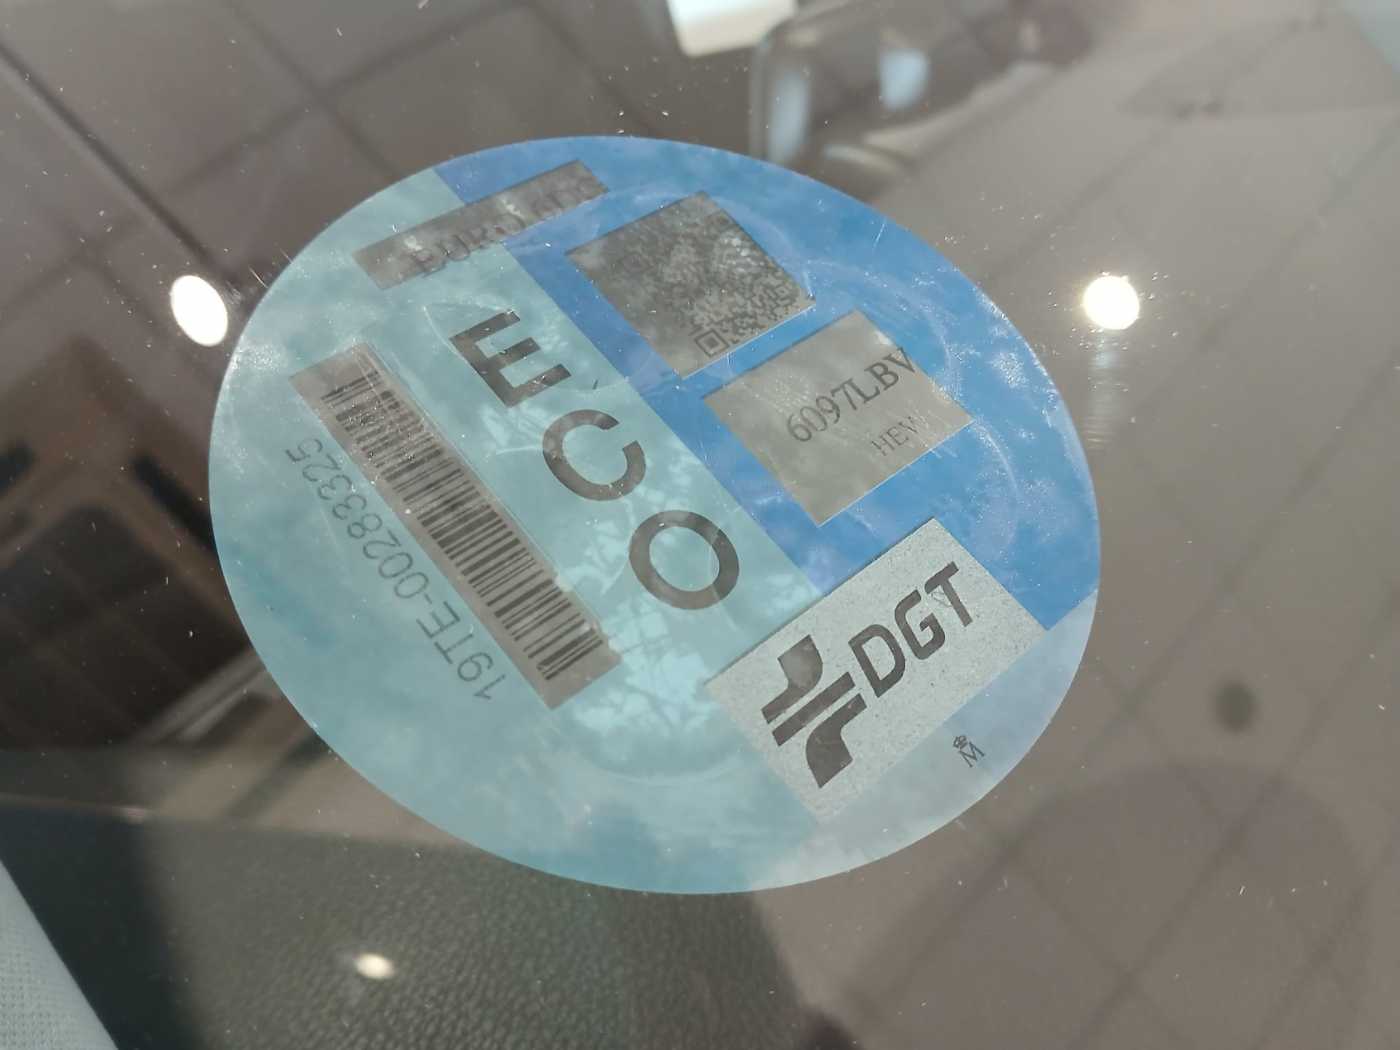 6097LBV
HEV
ECO
19TE-00283325
DGT
M